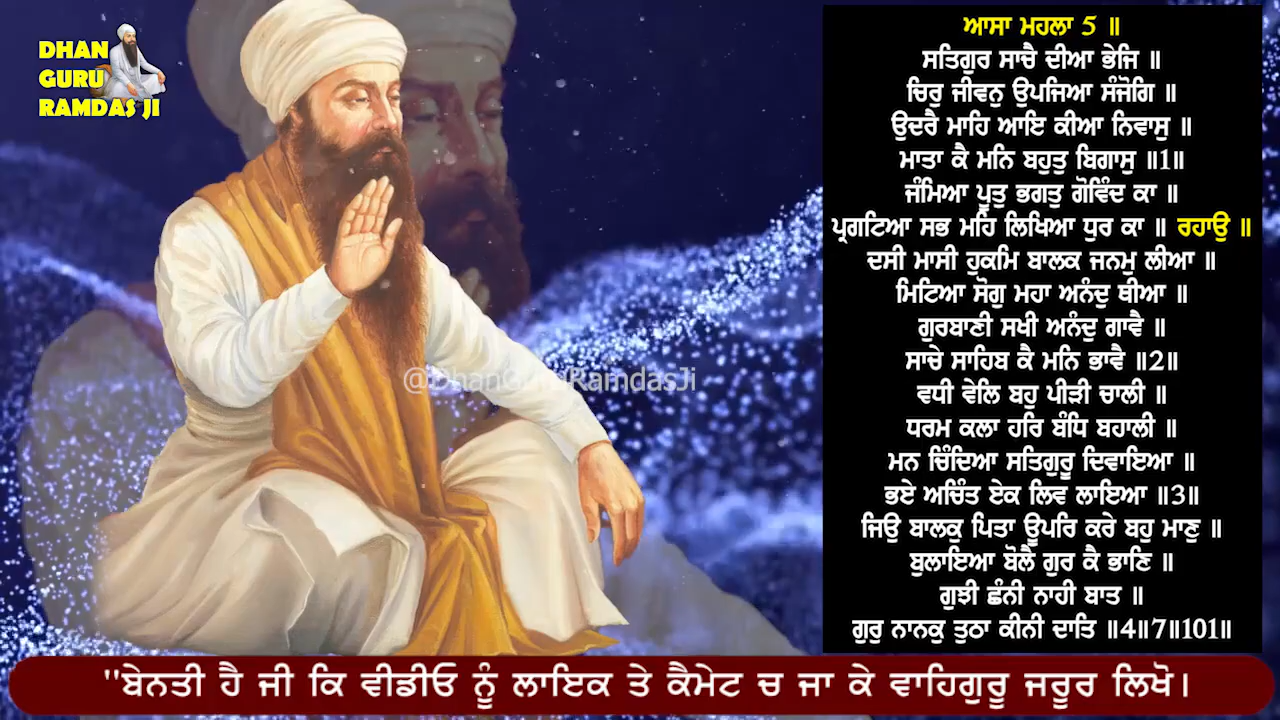 DHAN
GURU
RAMDAS JI
ਆਸਾ ਮਹਲਾ 5 ॥
ਸਤਿਗੁਰ ਸਾਚੈ ਦੀਆ ਭੇਜਿ ॥
ਚਿਰੁ ਜੀਵਨੁ ਉਪਜਿਆ ਸੰਜੋਗਿ ॥
ਉਦਰੈ ਮਾਹਿ ਆਇ ਕੀਆ ਨਿਵਾਸੁ ॥
ਮਾਤਾ ਕੈ ਮਨਿ ਬਹੁਤੁ ਬਿਗਾਸੁ ॥1॥
ਜੰਮਿਆ ਪੂਤੁ ਭਗਤੁ ਗੋਵਿੰਦ ਕਾ ॥
ਪ੍ਰਗਟਿਆ ਸਭ ਮਹਿ ਲਿਖਿਆ ਧੁਰ ਕਾ ॥ ਰਹਾਉ ॥
ਦਸੀ ਮਾਸੀ ਹੁਕਮਿ ਬਾਲਕ ਜਨਮੁ ਲੀਆ ॥
ਮਿਟਿਆ ਸੋਗੁ ਮਹਾ ਅਨੰਦੁ ਥੀਆ ॥
ਗੁਰਬਾਣੀ ਸਖੀ ਅਨੰਦੁ ਗਾਵੈ ॥
ਸਾਚੇ ਸਾਹਿਬ ਕੈ ਮਨਿ ਭਾਵੈ ॥2॥
ਵਧੀ ਵੇਲਿ ਬਹੁ ਪੀੜੀ ਚਾਲੀ ॥
ਧਰਮ ਕਲਾ ਹਰਿ ਬੰਧਿ ਬਹਾਲੀ ॥
ਮਨ ਚਿੰਦਿਆ ਸਤਿਗੁਰੂ ਦਿਵਾਇਆ ॥
ਭਏ ਅਚਿੰਤ ਏਕ ਲਿਵ ਲਾਇਆ ॥3॥
ਜਿਉ ਬਾਲਕੁ ਪਿਤਾ ਊਪਰਿ ਕਰੇ ਬਹੁ ਮਾਣੁ ॥
ਬੁਲਾਇਆ ਬੋਲੈ ਗੁਰ ਕੈ ਭਾਣਿ ॥
ਗੁਝੀ ਛੰਨੀ ਨਾਹੀ ਬਾਤ ॥
ਗੁਰੁ ਨਾਨਕੁ ਤੁਠਾ ਕੀਨੀ ਦਾਤਿ ॥4॥7॥101॥
@DhanGuruRamdasJi
"ਬੇਨਤੀ ਹੈ ਜੀ ਕਿ ਵੀਡੀਓ ਨੂੰ ਲਾਇਕ ਤੇ ਕੈਮੇਟ ਚ ਜਾ ਕੇ ਵਾਹਿਗੁਰੂ ਜਰੂਰ ਲਿਖੋ।